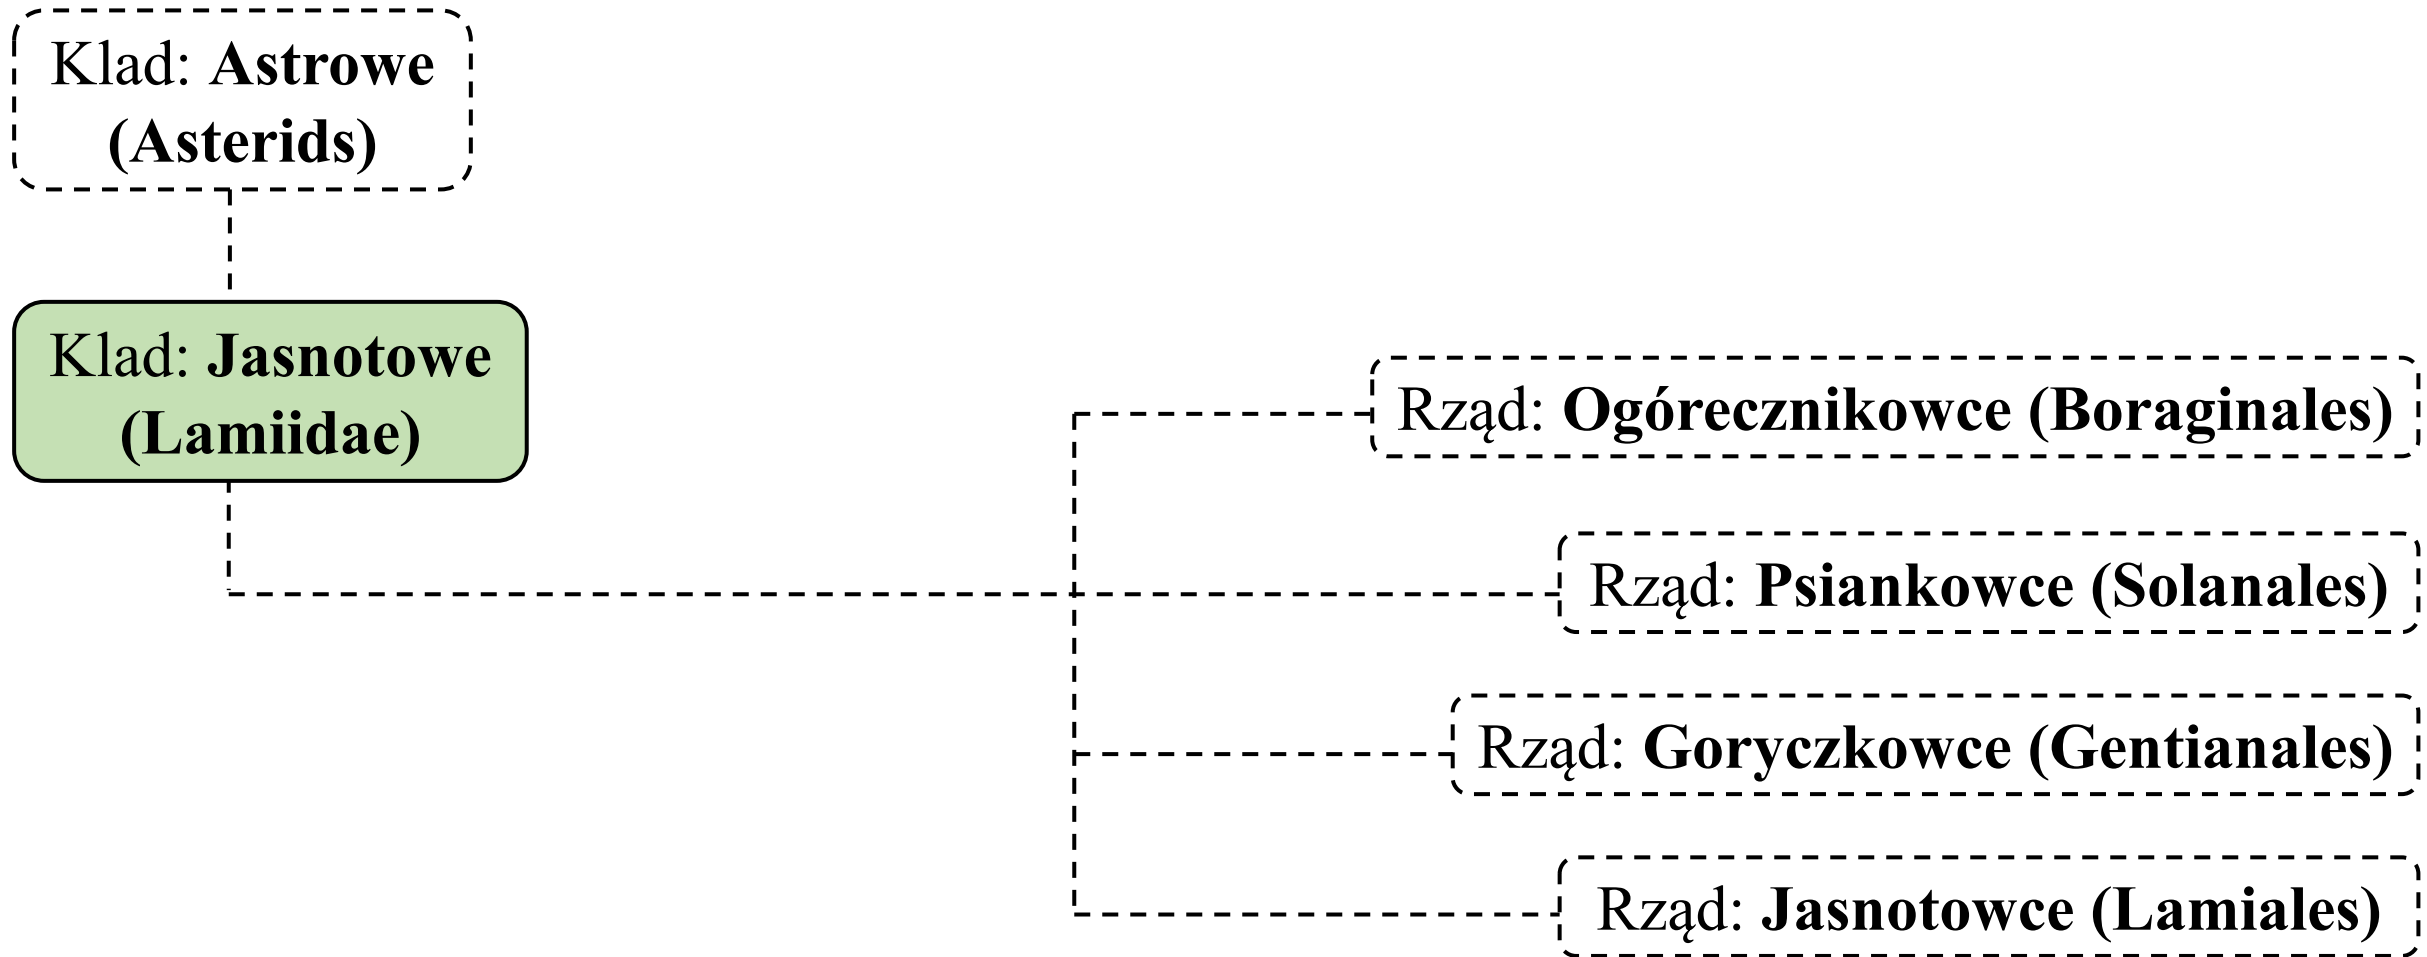 Klad: Astrowe
(Asterids)
Klad: Jasnotowe
(Lamiidae)
Rząd: Ogórecznikowce (Boraginales)
Rząd: Psiankowce (Solanales)
Rząd: Goryczkowce (Gentianales)
Rząd: Jasnotowce (Lamiales)